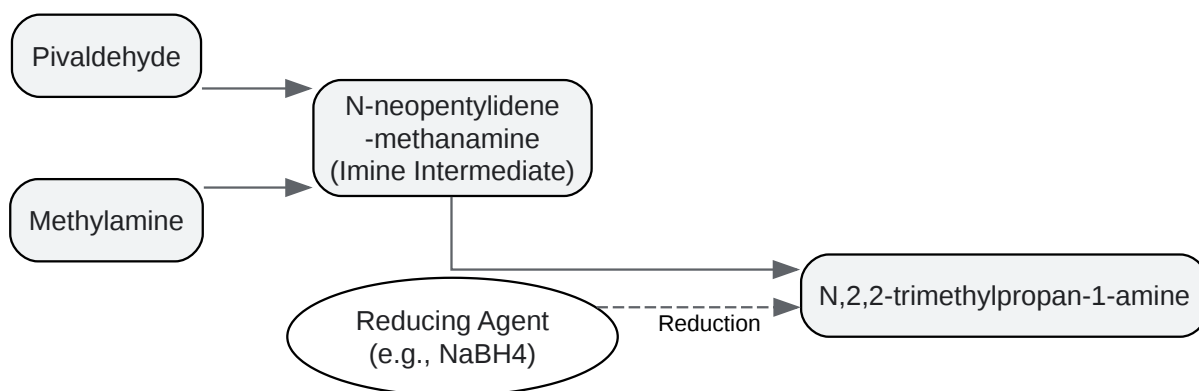 Pivaldehyde
N-neopentylidene
-methanamine
(Imine Intermediate)
Methylamine
N,2,2-trimethylpropan-1-amine
Reducing Agent
(e.g., NaBH4)
Reduction